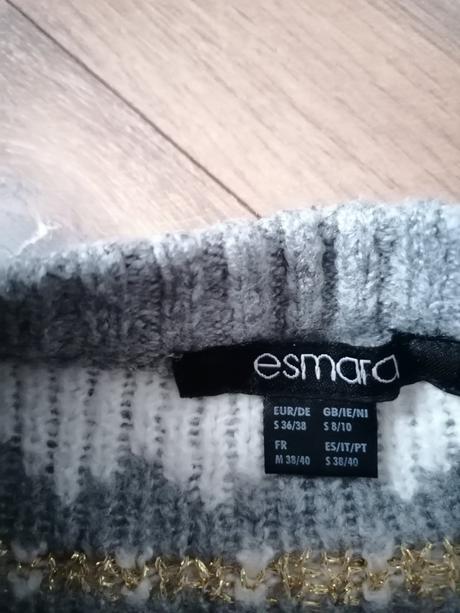 esmara
EUR/DE GB/IE/NI
S 36/38 S 8/10
FR ES/IT/PT
M 38/40 S 38/40